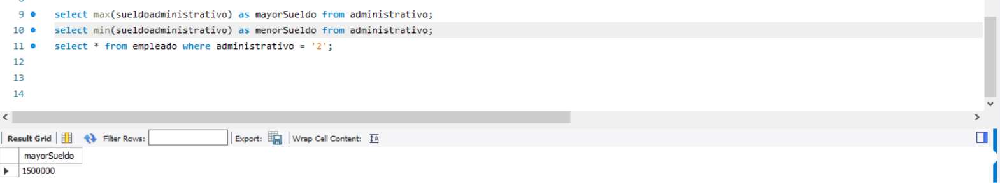 9 select max(sueldoadministrativo) as mayorSueldo from administrativo;
10 select min(sueldoadministrativo) as menorSueldo from administrativo;
11 select * from empleado where administrativo = '2';
12
13
14
Result Grid Filter Rows: Export: Wrap Cell Content: IA
mayorSueldo
1500000